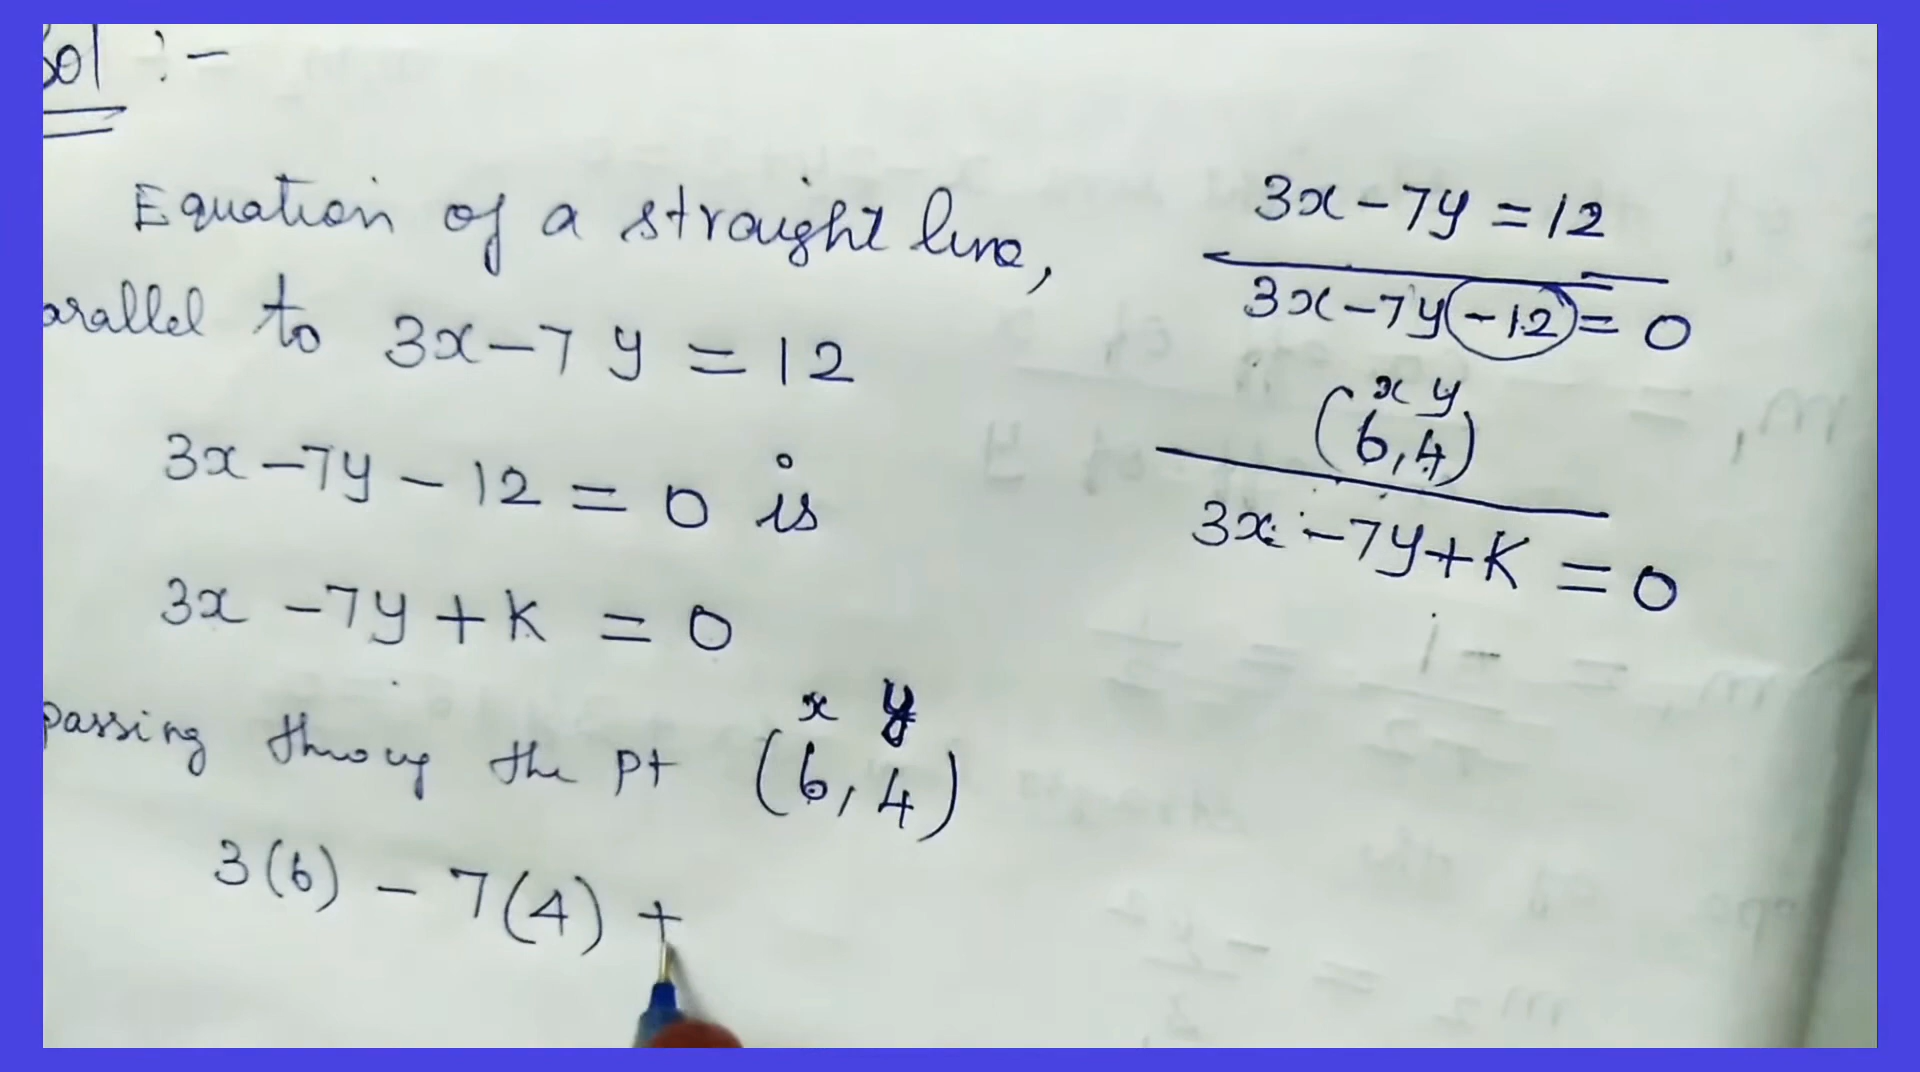 Sol :-
Equation of a straight line,
parallel to 3x-7y = 12
3x-7y-12 = 0 is
3x -7y + k = 0
passing throug the pt (6,4)
x y
3(6) - 7(4) +
3x-7y = 12
3x-7y-12 = 0
x y
(6,4)
3x -7y+k = 0